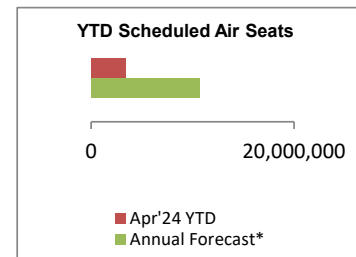 YTD Scheduled Air Seats
0 20,000,000
Apr'24 YTD
Annual Forecast*